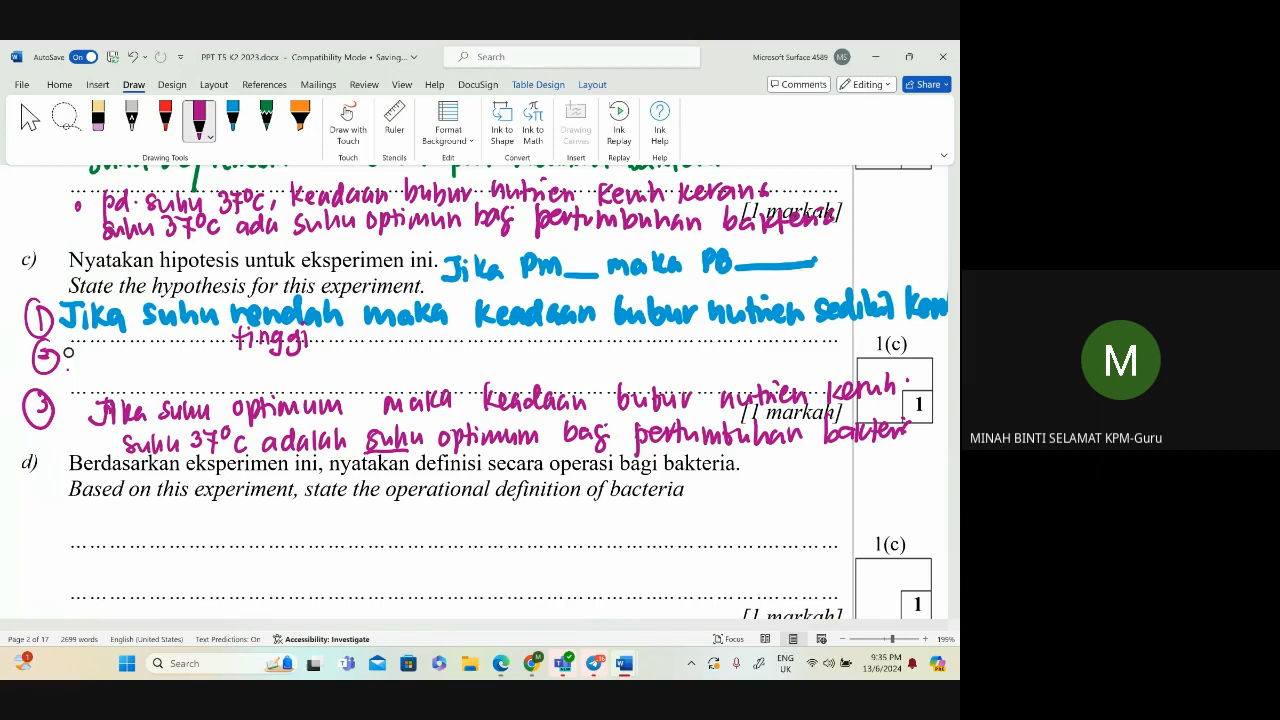 AutoSave On PPT T5 K2 2023.docx - Compatibility Mode • Saving... Search Microsoft Surface 4589 MS
File Home Insert Draw Design Layout References Mailings Review View Help DocuSign Table Design Layout Comments Editing Share
Draw with Touch Ruler Format Background Ink to Shape Ink to Math Drawing Canvas Ink Replay Ink Help
Drawing Tools Touch Stencils Edit Convert Insert Replay Help
• pd. suhu 37°C, keadaan bubur nutrien keruh kerana
[1 markah]
suhu 37°C ada suhu optimum bagi pertumbuhan bakteria
c) Nyatakan hipotesis untuk eksperimen ini. Jika PM__ maka PB____
State the hypothesis for this experiment.
① Jika suhu rendah maka keadaan bubur nutrien sedikit
tinggi
1(c)
②
③ Jika suhu optimum maka keadaan bubur nutrien keruh.
[1 markah] 1
suhu 37°C adalah suhu optimum bagi pertumbuhan bakteri
d) Berdasarkan eksperimen ini, nyatakan definisi secara operasi bagi bakteria.
Based on this experiment, state the operational definition of bacteria
1(c)
1
[1 markah]
Page 2 of 17 2699 words English (United States) Text Predictions: On Accessibility: Investigate Focus 199%
Search ENG UK 9:35 PM 13/6/2024
M
MINAH BINTI SELAMAT KPM-Guru